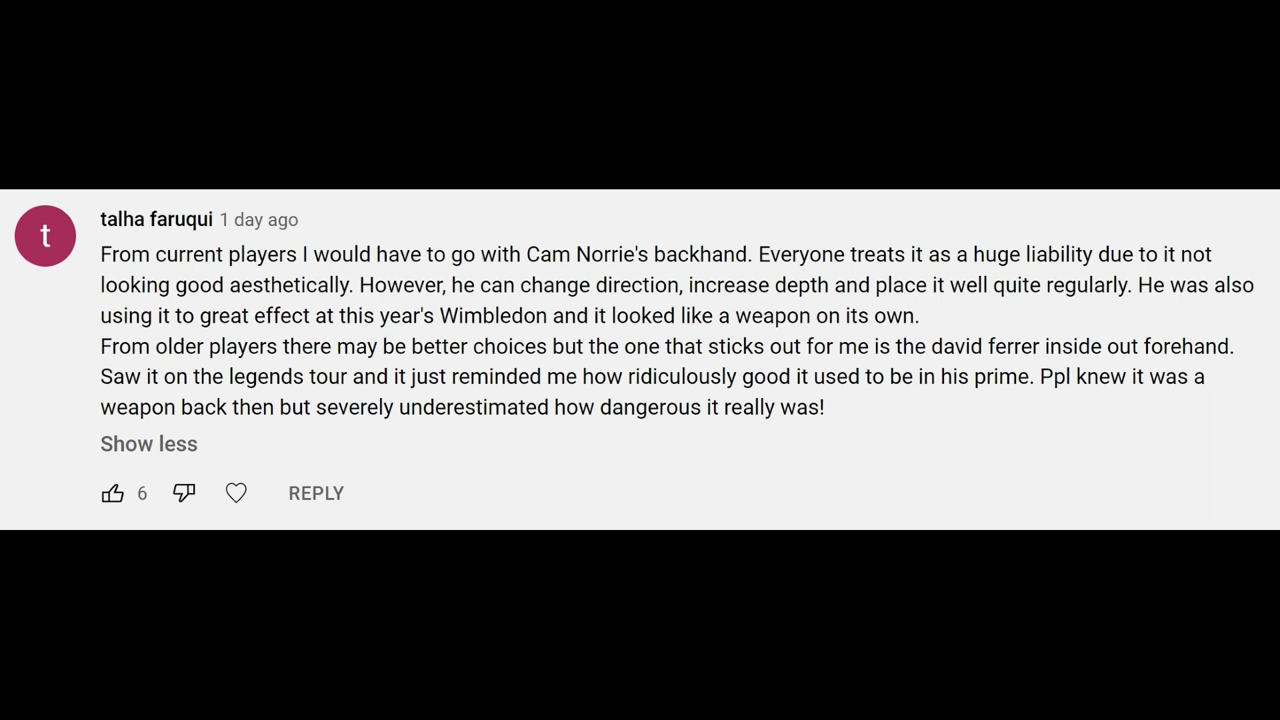 t
talha faruqui 1 day ago
From current players I would have to go with Cam Norrie's backhand. Everyone treats it as a huge liability due to it not
looking good aesthetically. However, he can change direction, increase depth and place it well quite regularly. He was also
using it to great effect at this year's Wimbledon and it looked like a weapon on its own.
From older players there may be better choices but the one that sticks out for me is the david ferrer inside out forehand.
Saw it on the legends tour and it just reminded me how ridiculously good it used to be in his prime. Ppl knew it was a
weapon back then but severely underestimated how dangerous it really was!
Show less
6 REPLY